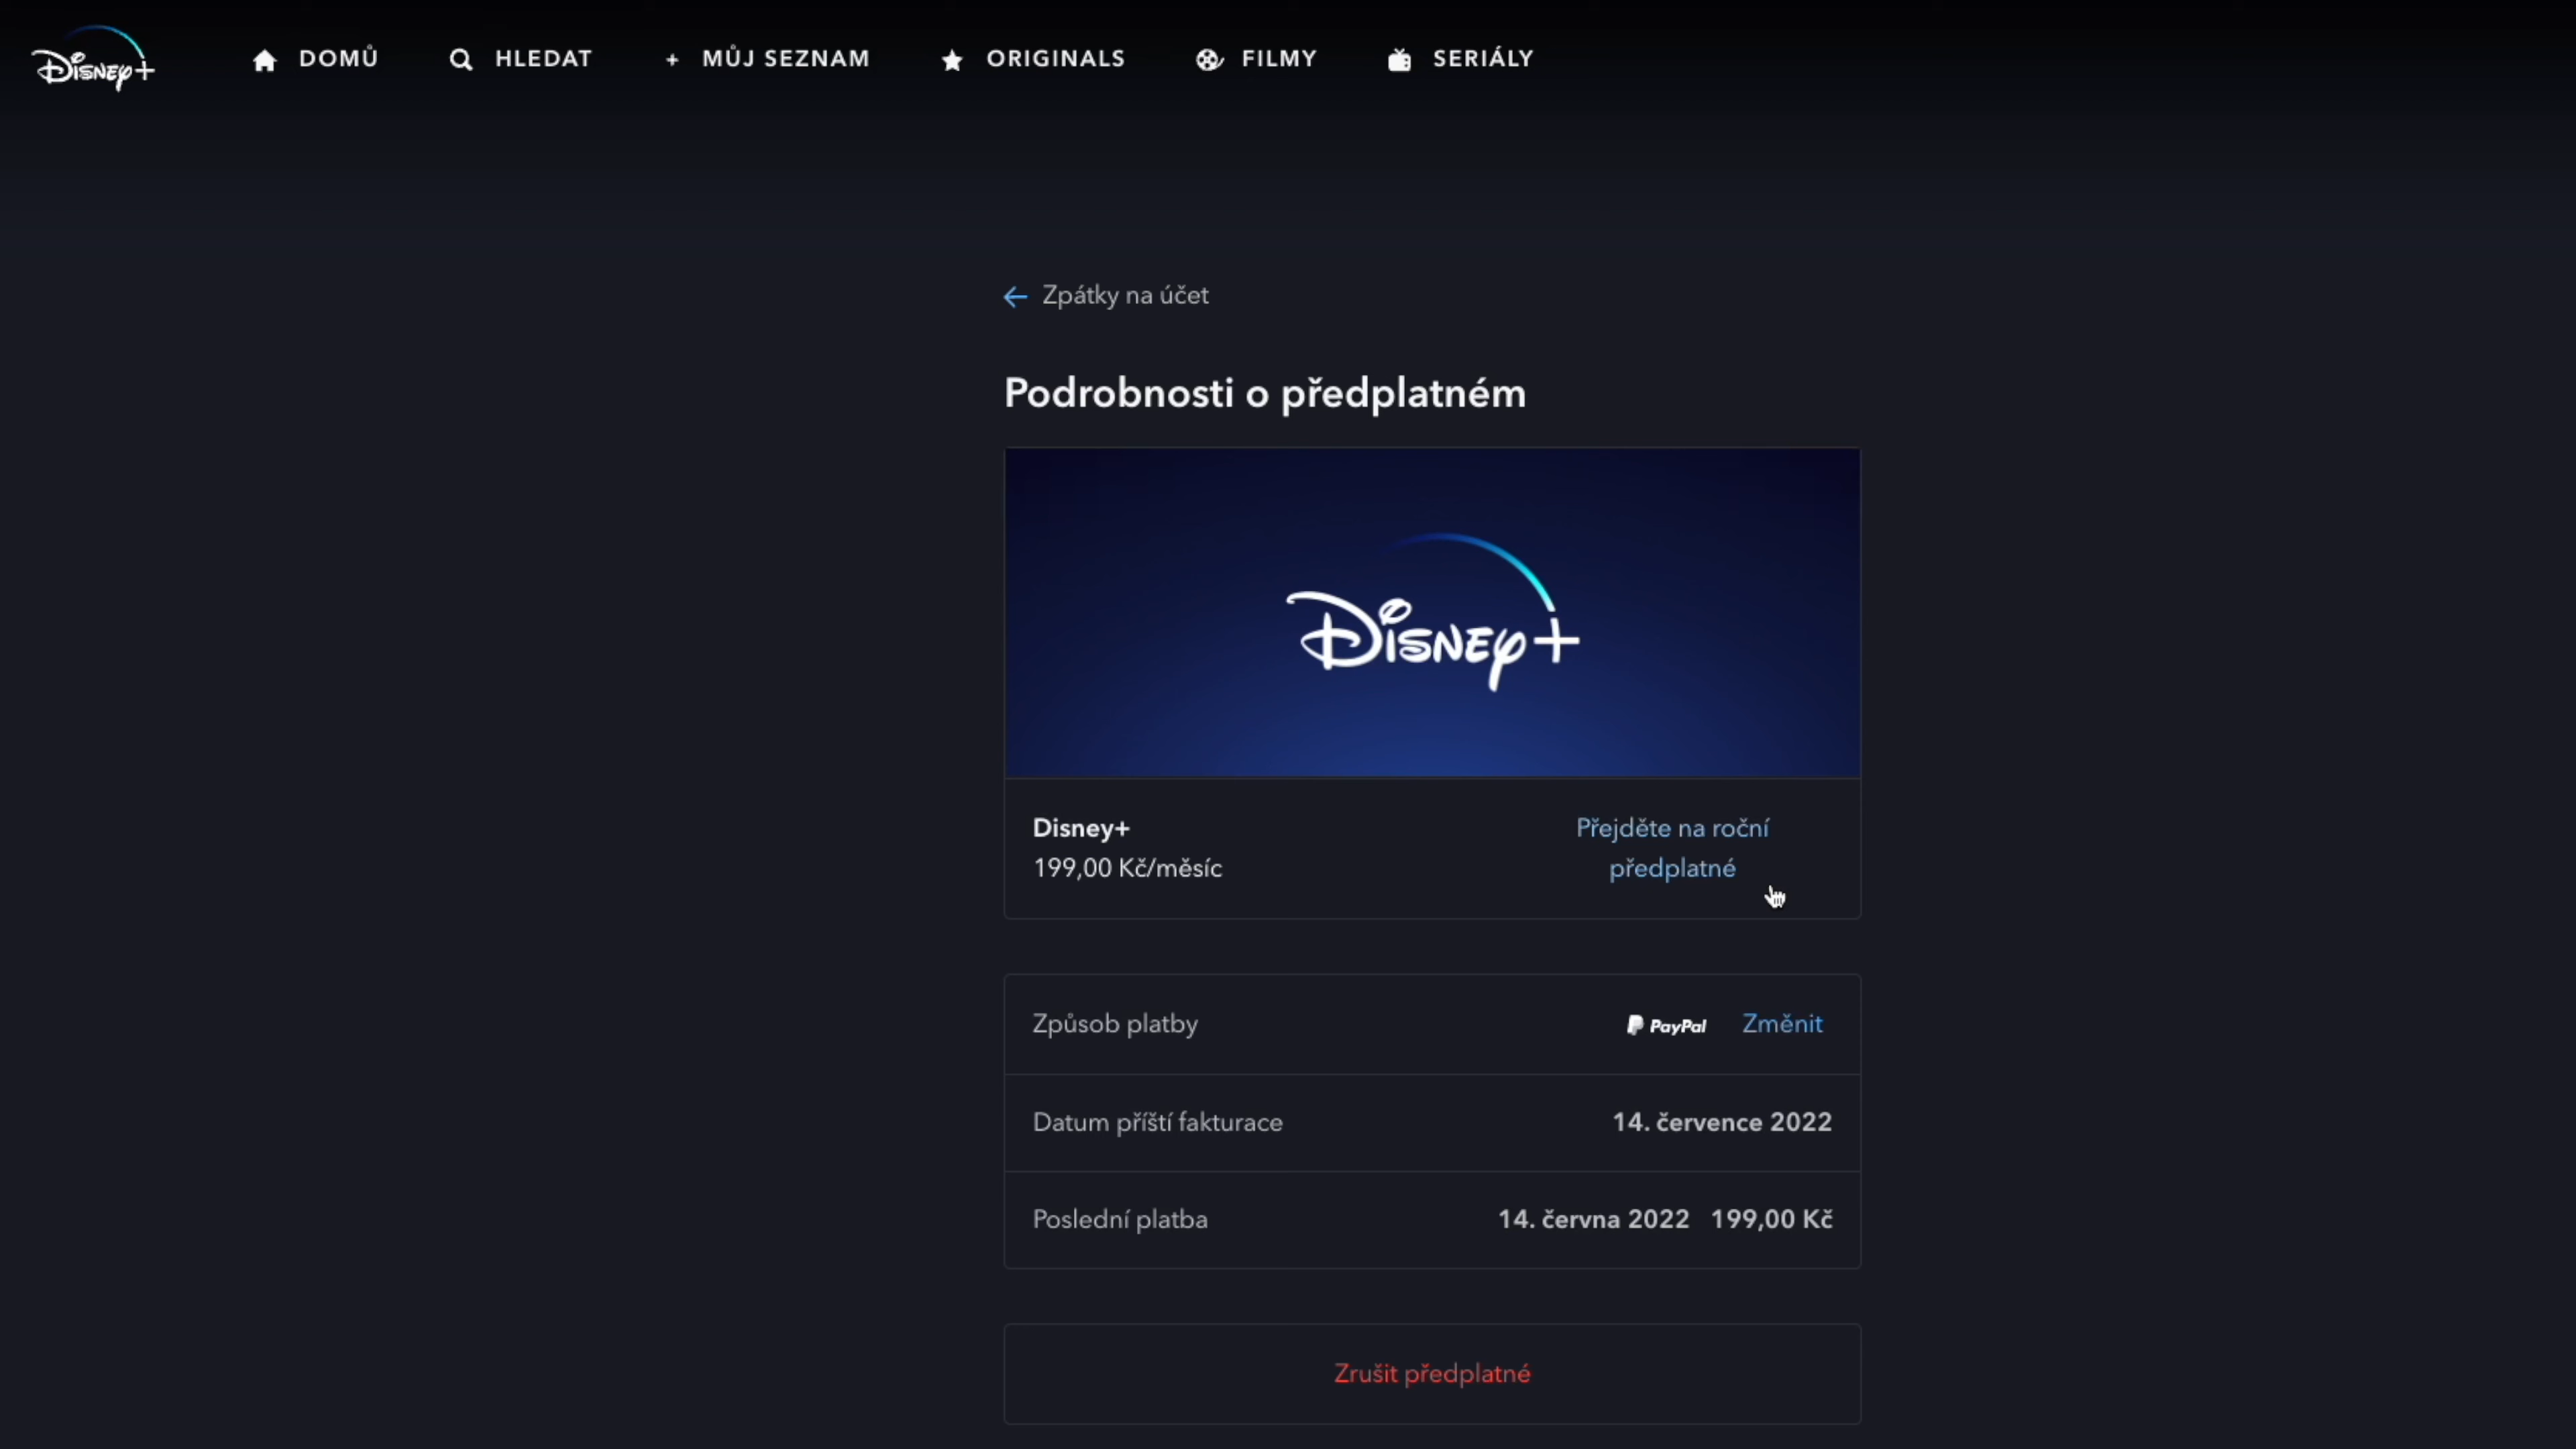 Disney+ DOMŮ HLEDAT + MŮJ SEZNAM ORIGINALS FILMY SERIÁLY
← Zpátky na účet
Podrobnosti o předplatném
Disney+
Disney+ Přejděte na roční
199,00 Kč/měsíc předplatné
Způsob platby PayPal Změnit
Datum příští fakturace 14. července 2022
Poslední platba 14. června 2022 199,00 Kč
Zrušit předplatné